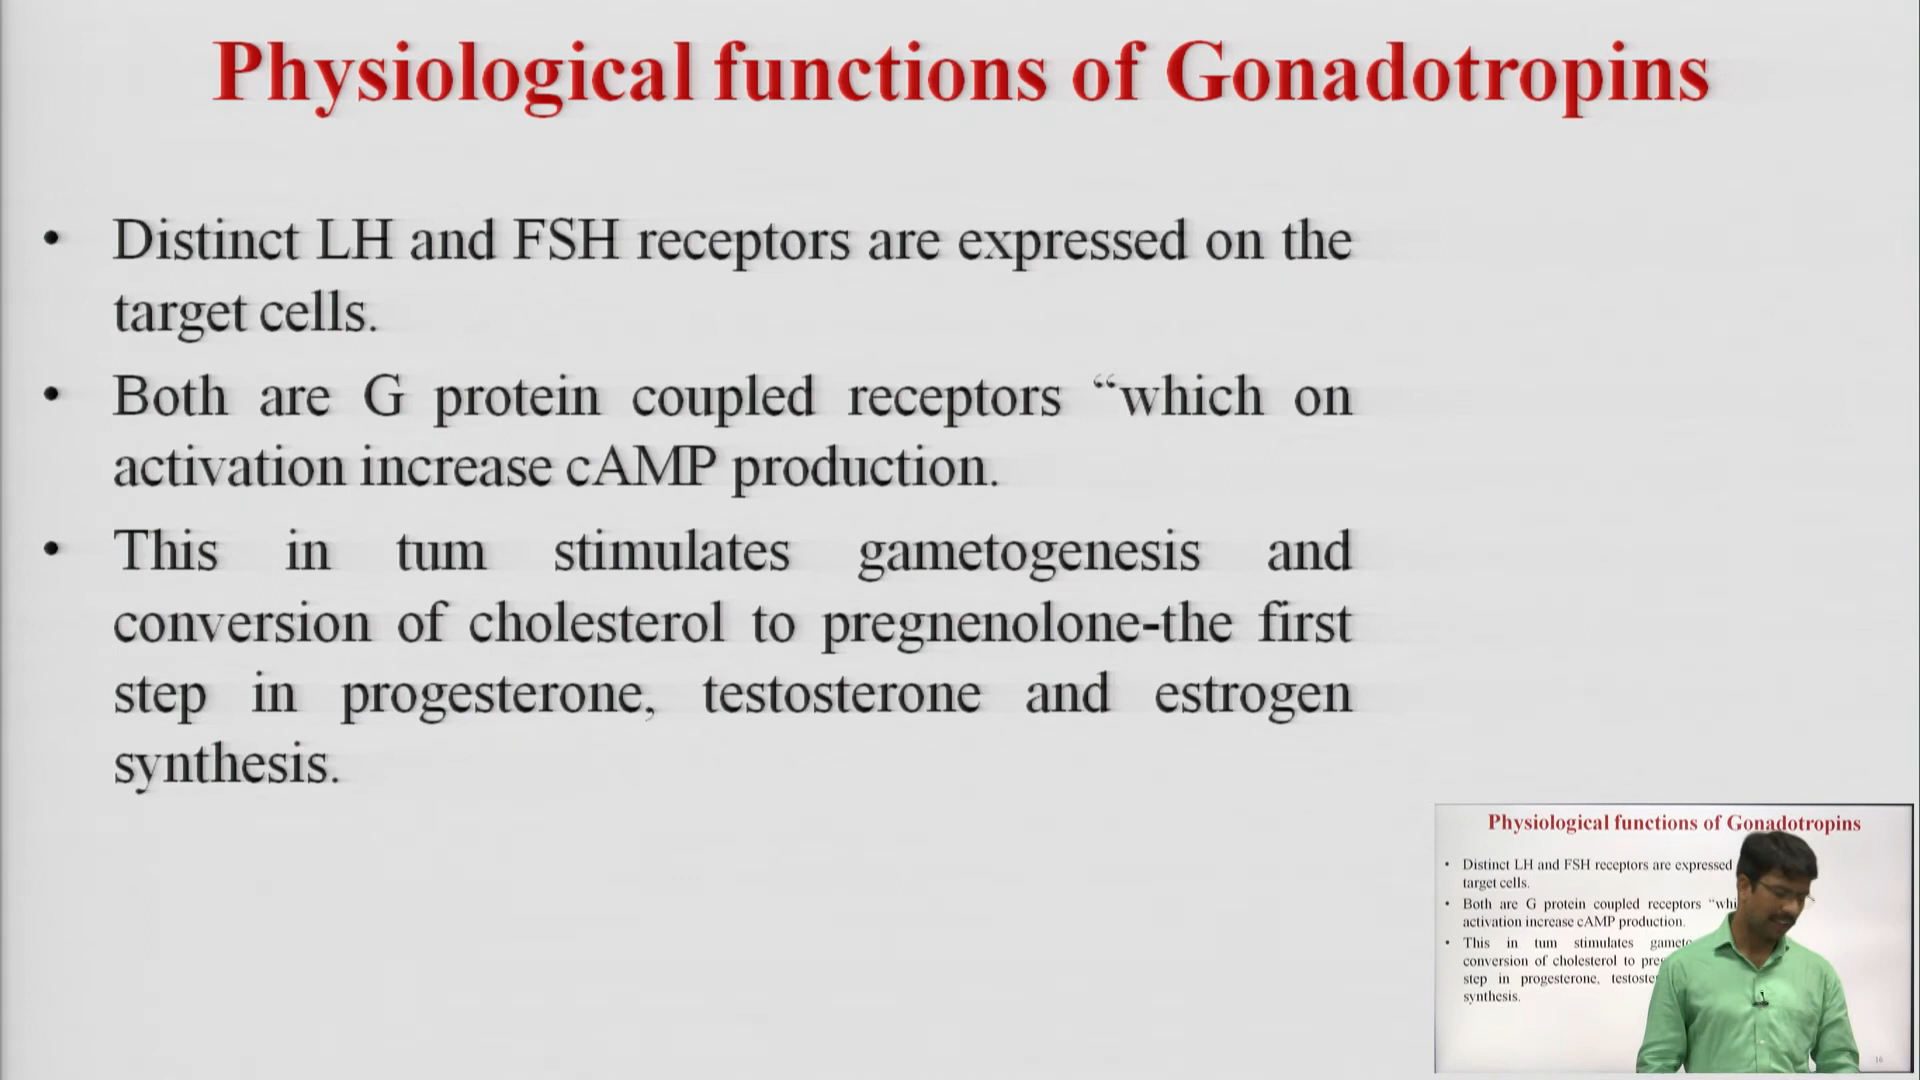 Physiological functions of Gonadotropins
• Distinct LH and FSH receptors are expressed on the
target cells.
• Both are G protein coupled receptors “which on
activation increase cAMP production.
• This in tum stimulates gametogenesis and
conversion of cholesterol to pregnenolone-the first
step in progesterone, testosterone and estrogen
synthesis.
Physiological functions of Gonadotropins
• Distinct LH and FSH receptors are expressed
target cells.
• Both are G protein coupled receptors “whi
activation increase cAMP production.
• This in tum stimulates gameto
conversion of cholesterol to pre
step in progesterone, testoste
synthesis.
16